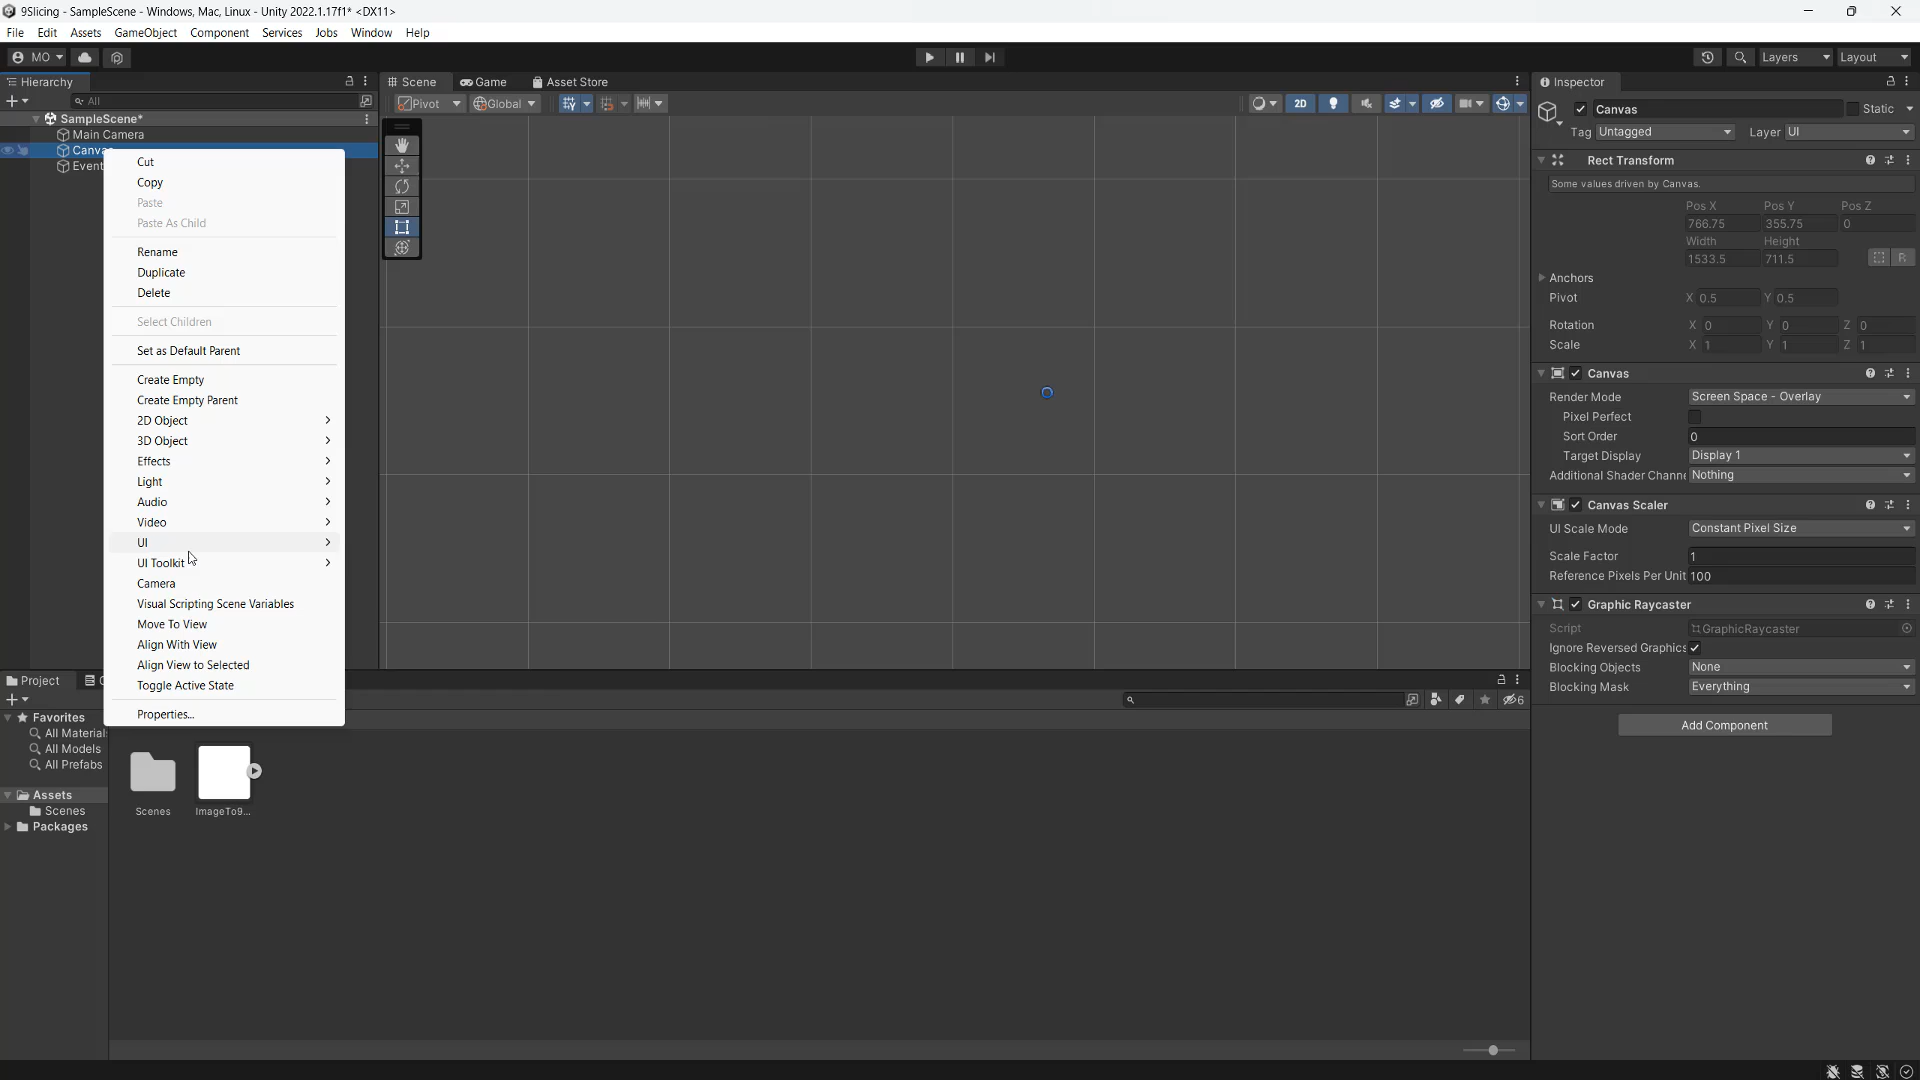 9Slicing - SampleScene - Windows, Mac, Linux - Unity 2022.1.17f1* <DX11>
File Edit Assets GameObject Component Services Jobs Window Help
MO Layers Layout
Hierarchy
All
SampleScene*
Main Camera
Canvas
Event
Cut
Copy
Paste
Paste As Child
Rename
Duplicate
Delete
Select Children
Set as Default Parent
Create Empty
Create Empty Parent
2D Object
3D Object
Effects
Light
Audio
Video
UI
UI Toolkit
Camera
Visual Scripting Scene Variables
Move To View
Align With View
Align View to Selected
Toggle Active State
Properties...
Scene Game Asset Store
Pivot Global 2D
Inspector
Canvas Static
Tag Untagged Layer UI
Rect Transform
Some values driven by Canvas.
Pos X Pos Y Pos Z
766.75 355.75 0
Width Height
1533.5 711.5 R
Anchors
Pivot X 0.5 Y 0.5
Rotation X 0 Y 0 Z 0
Scale X 1 Y 1 Z 1
Canvas
Render Mode Screen Space - Overlay
Pixel Perfect
Sort Order 0
Target Display Display 1
Additional Shader Channe Nothing
Canvas Scaler
UI Scale Mode Constant Pixel Size
Scale Factor 1
Reference Pixels Per Unit 100
Graphic Raycaster
Script GraphicRaycaster
Ignore Reversed Graphics
Blocking Objects None
Blocking Mask Everything
Add Component
Project C
6
Favorites
All Material
All Models
All Prefabs
Assets
Scenes
Packages
Scenes ImageTo9...